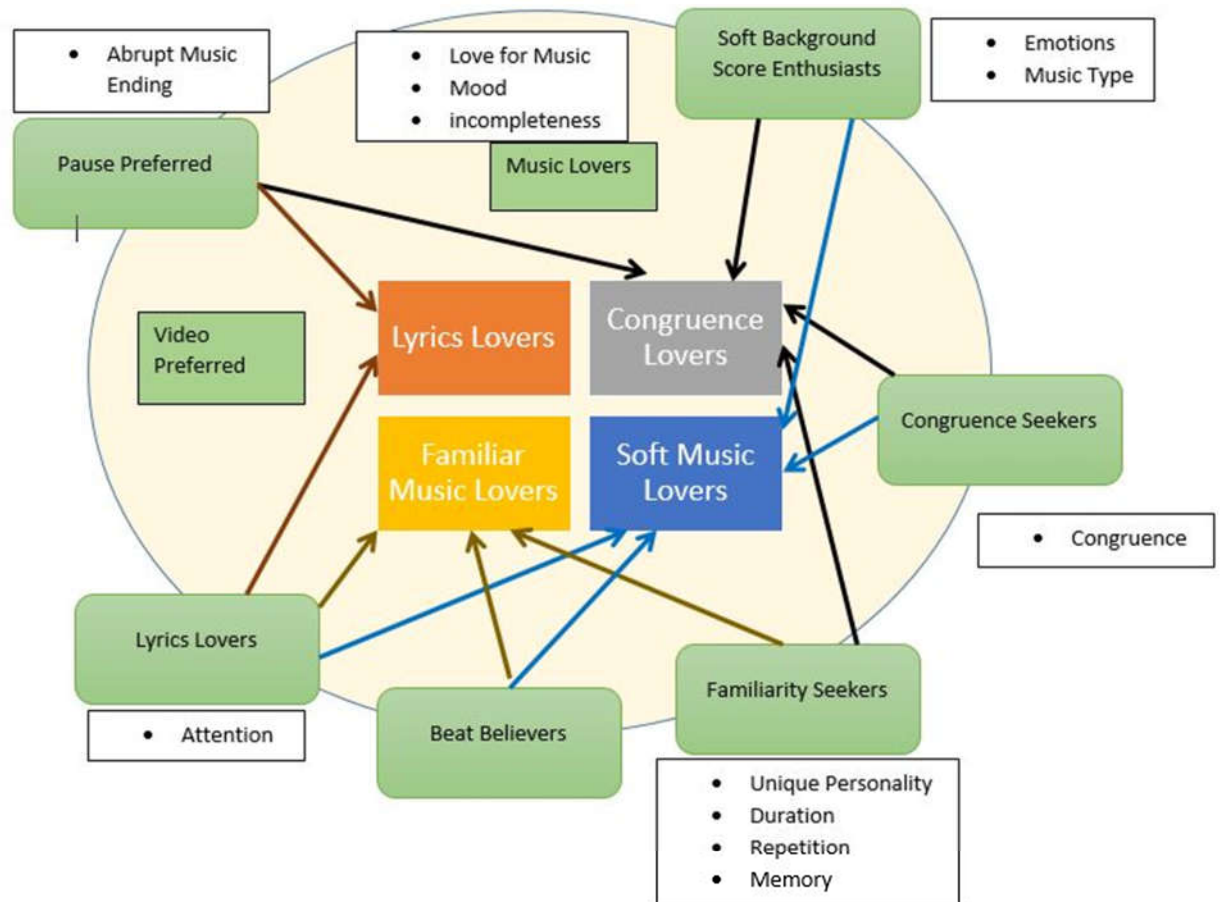 • Abrupt Music
Ending
Pause Preferred
• Love for Music
• Mood
• incompleteness
Music Lovers
Soft Background
Score Enthusiasts
• Emotions
• Music Type
Video
Preferred
Lyrics Lovers
Congruence
Lovers
Familiar
Music Lovers
Soft Music
Lovers
Congruence Seekers
• Congruence
Lyrics Lovers
• Attention
Beat Believers
Familiarity Seekers
• Unique Personality
• Duration
• Repetition
• Memory